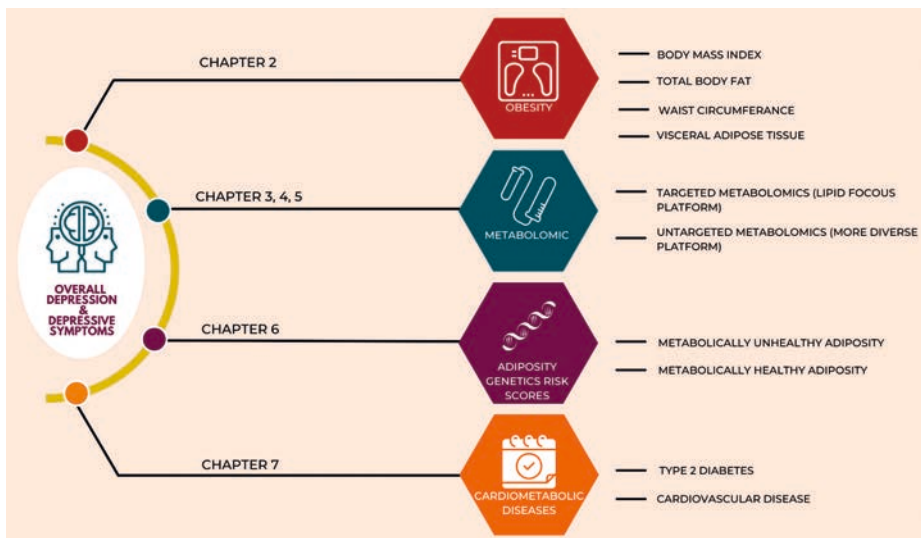 CHAPTER 2
OBESITY
BODY MASS INDEX
TOTAL BODY FAT
WAIST CIRCUMFERANCE
VISCERAL ADIPOSE TISSUE
OVERALL
DEPRESSION
&
DEPRESSIVE
SYMPTOMS
CHAPTER 3, 4, 5
METABOLOMIC
TARGETED METABOLOMICS (LIPID FOCOUS
PLATFORM)
UNTARGETED METABOLOMICS (MORE DIVERSE
PLATFORM)
CHAPTER 6
ADIPOSITY
GENETICS RISK
SCORES
METABOLICALLY UNHEALTHY ADIPOSITY
METABOLICALLY HEALTHY ADIPOSITY
CHAPTER 7
CARDIOMETABOLIC
DISEASES
TYPE 2 DIABETES
CARDIOVASCULAR DISEASE